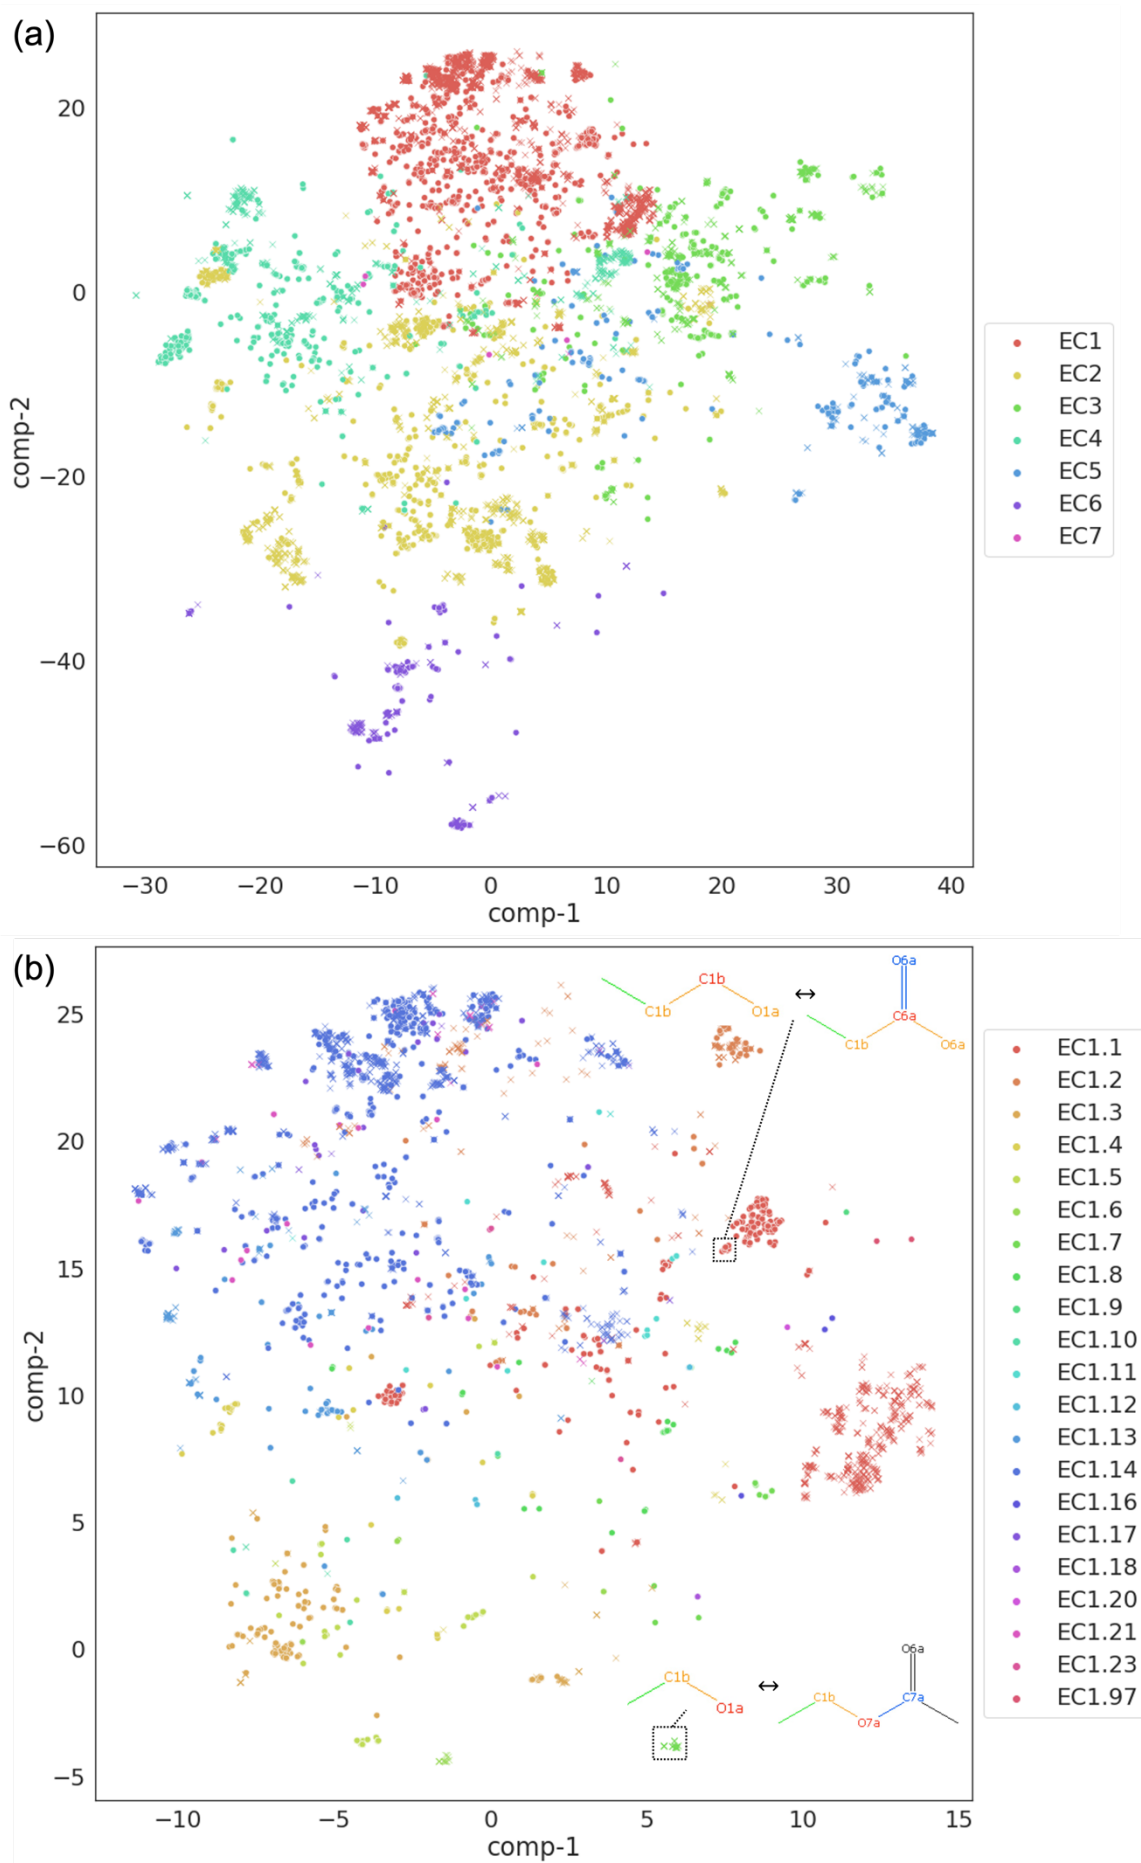 (a)
20
0
−20
−40
−60
comp-2
−30 −20 −10 0 10 20 30 40
comp-1
EC1
EC2
EC3
EC4
EC5
EC6
EC7
(b)
25
20
15
10
5
0
−5
comp-2
−10 −5 0 5 10 15
comp-1
C1b
C1b
O1a
↔
O6a
C6a
C1b
O6a
C1b
O1a
↔
O6a
C1b
C7a
O7a
EC1.1
EC1.2
EC1.3
EC1.4
EC1.5
EC1.6
EC1.7
EC1.8
EC1.9
EC1.10
EC1.11
EC1.12
EC1.13
EC1.14
EC1.16
EC1.17
EC1.18
EC1.20
EC1.21
EC1.23
EC1.97